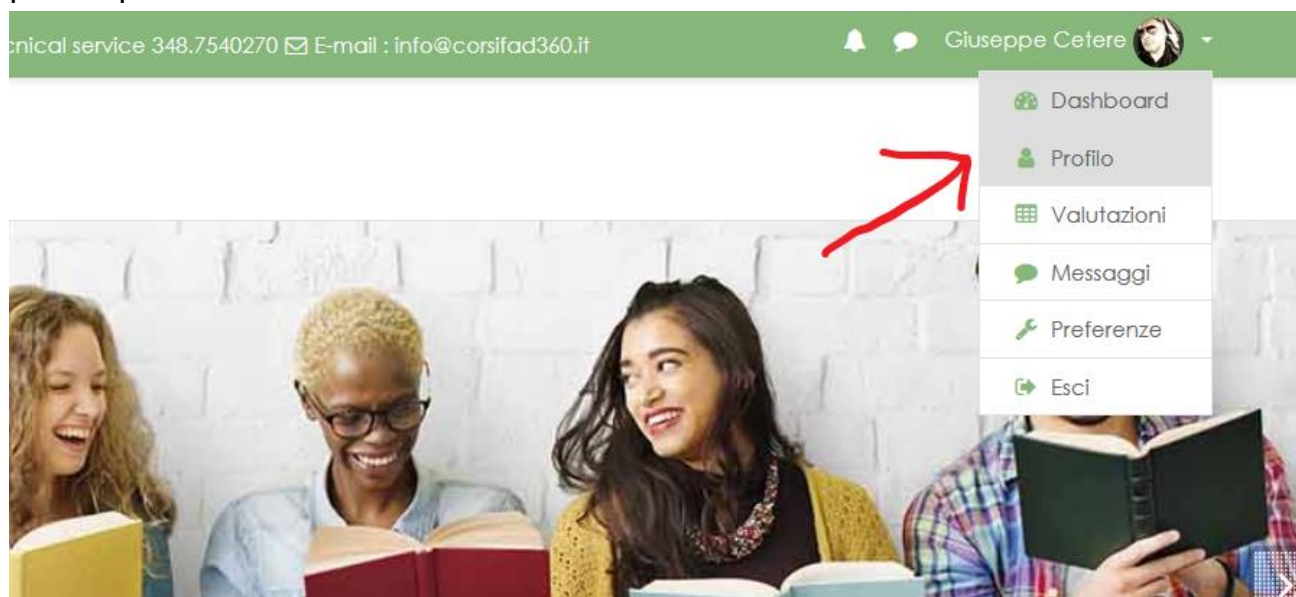 cnical service 348.7540270 E-mail : info@corsifad360.it
Giuseppe Cetere
Dashboard
Profilo
Valutazioni
Messaggi
Preferenze
Esci